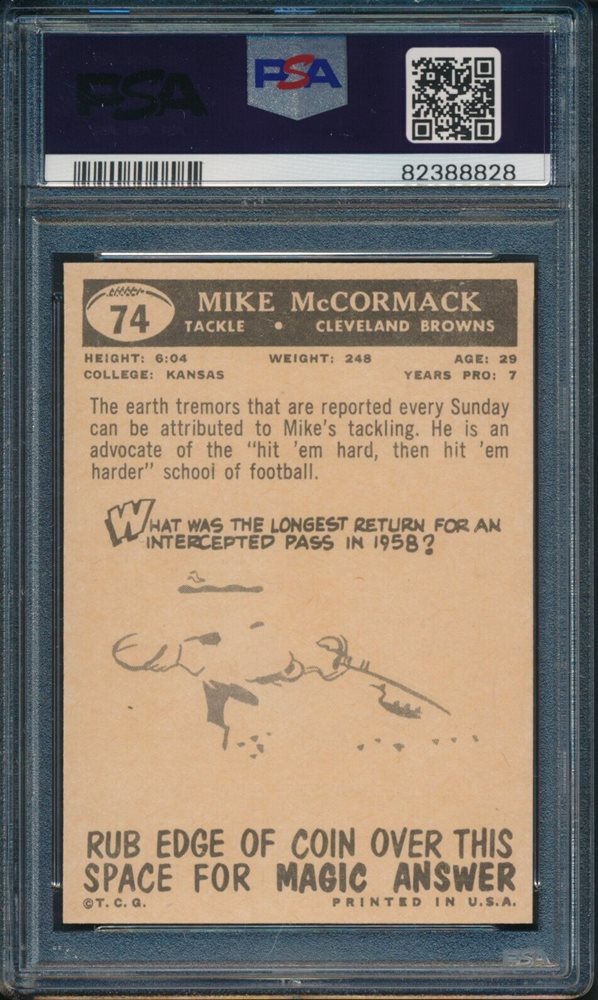 PSA
PSA
82388828
74
MIKE McCORMACK
TACKLE • CLEVELAND BROWNS
HEIGHT: 6:04 WEIGHT: 248 AGE: 29
COLLEGE: KANSAS YEARS PRO: 7
The earth tremors that are reported every Sunday
can be attributed to Mike's tackling. He is an
advocate of the "hit 'em hard, then hit 'em
harder" school of football.
WHAT WAS THE LONGEST RETURN FOR AN
INTERCEPTED PASS IN 1958?
RUB EDGE OF COIN OVER THIS
SPACE FOR MAGIC ANSWER
©T.C.G. PRINTED IN U.S.A.
PSA